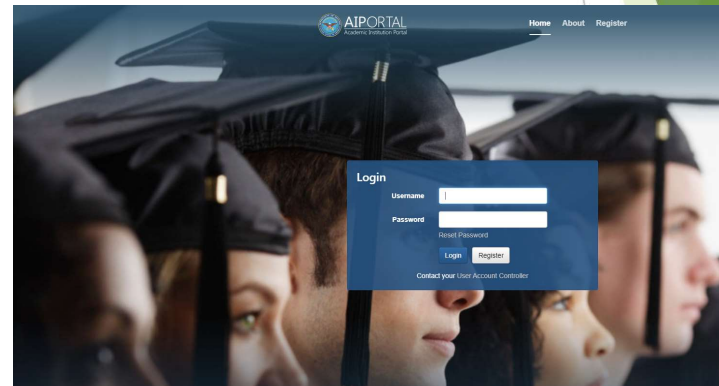 AIPORTAL
Academic Institution Portal
Home About Register
Login
Username
Password
Reset Password
Login Register
Contact your User Account Controller